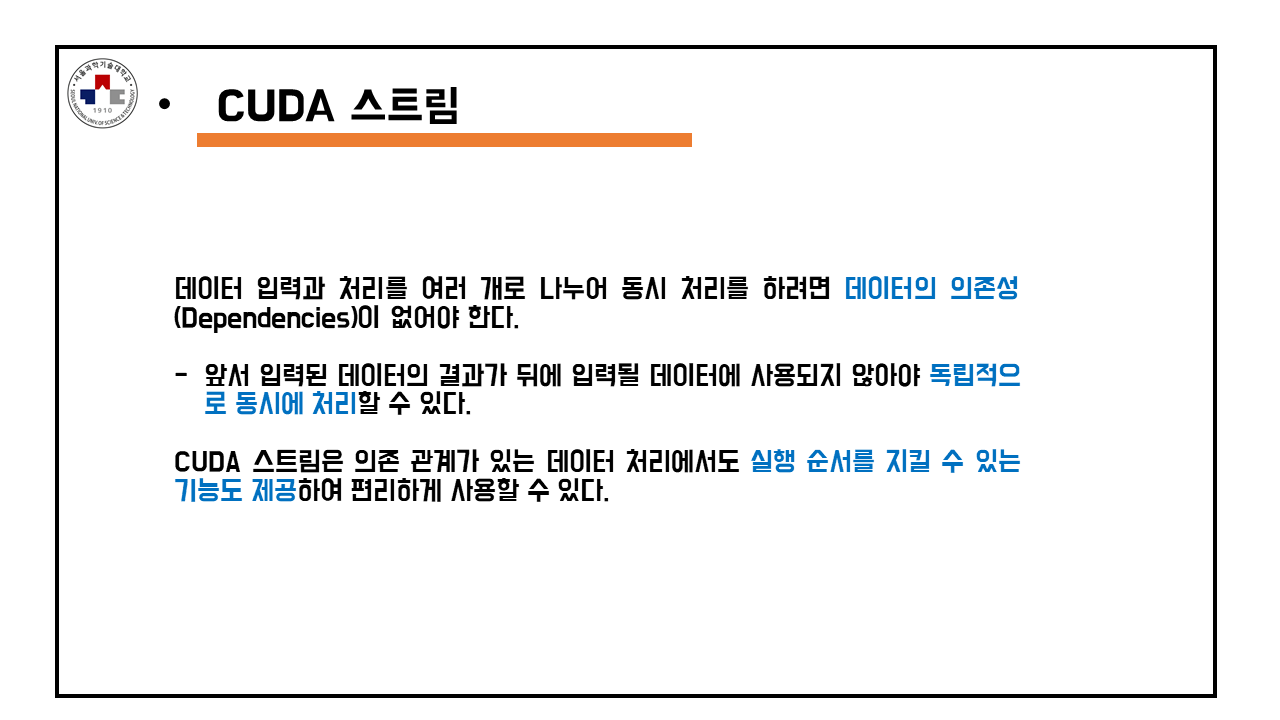 서울과학기술대학교
1910
SEOUL NATIONAL UNIV. OF SCIENCE & TECHNOLOGY
• CUDA 스트림
데이터 입력과 처리를 여러 개로 나누어 동시 처리를 하려면 데이터의 의존성
(Dependencies)이 없어야 한다.
- 앞서 입력된 데이터의 결과가 뒤에 입력될 데이터에 사용되지 않아야 독립적으
로 동시에 처리할 수 있다.
CUDA 스트림은 의존 관계가 있는 데이터 처리에서도 실행 순서를 지킬 수 있는
기능도 제공하여 편리하게 사용할 수 있다.